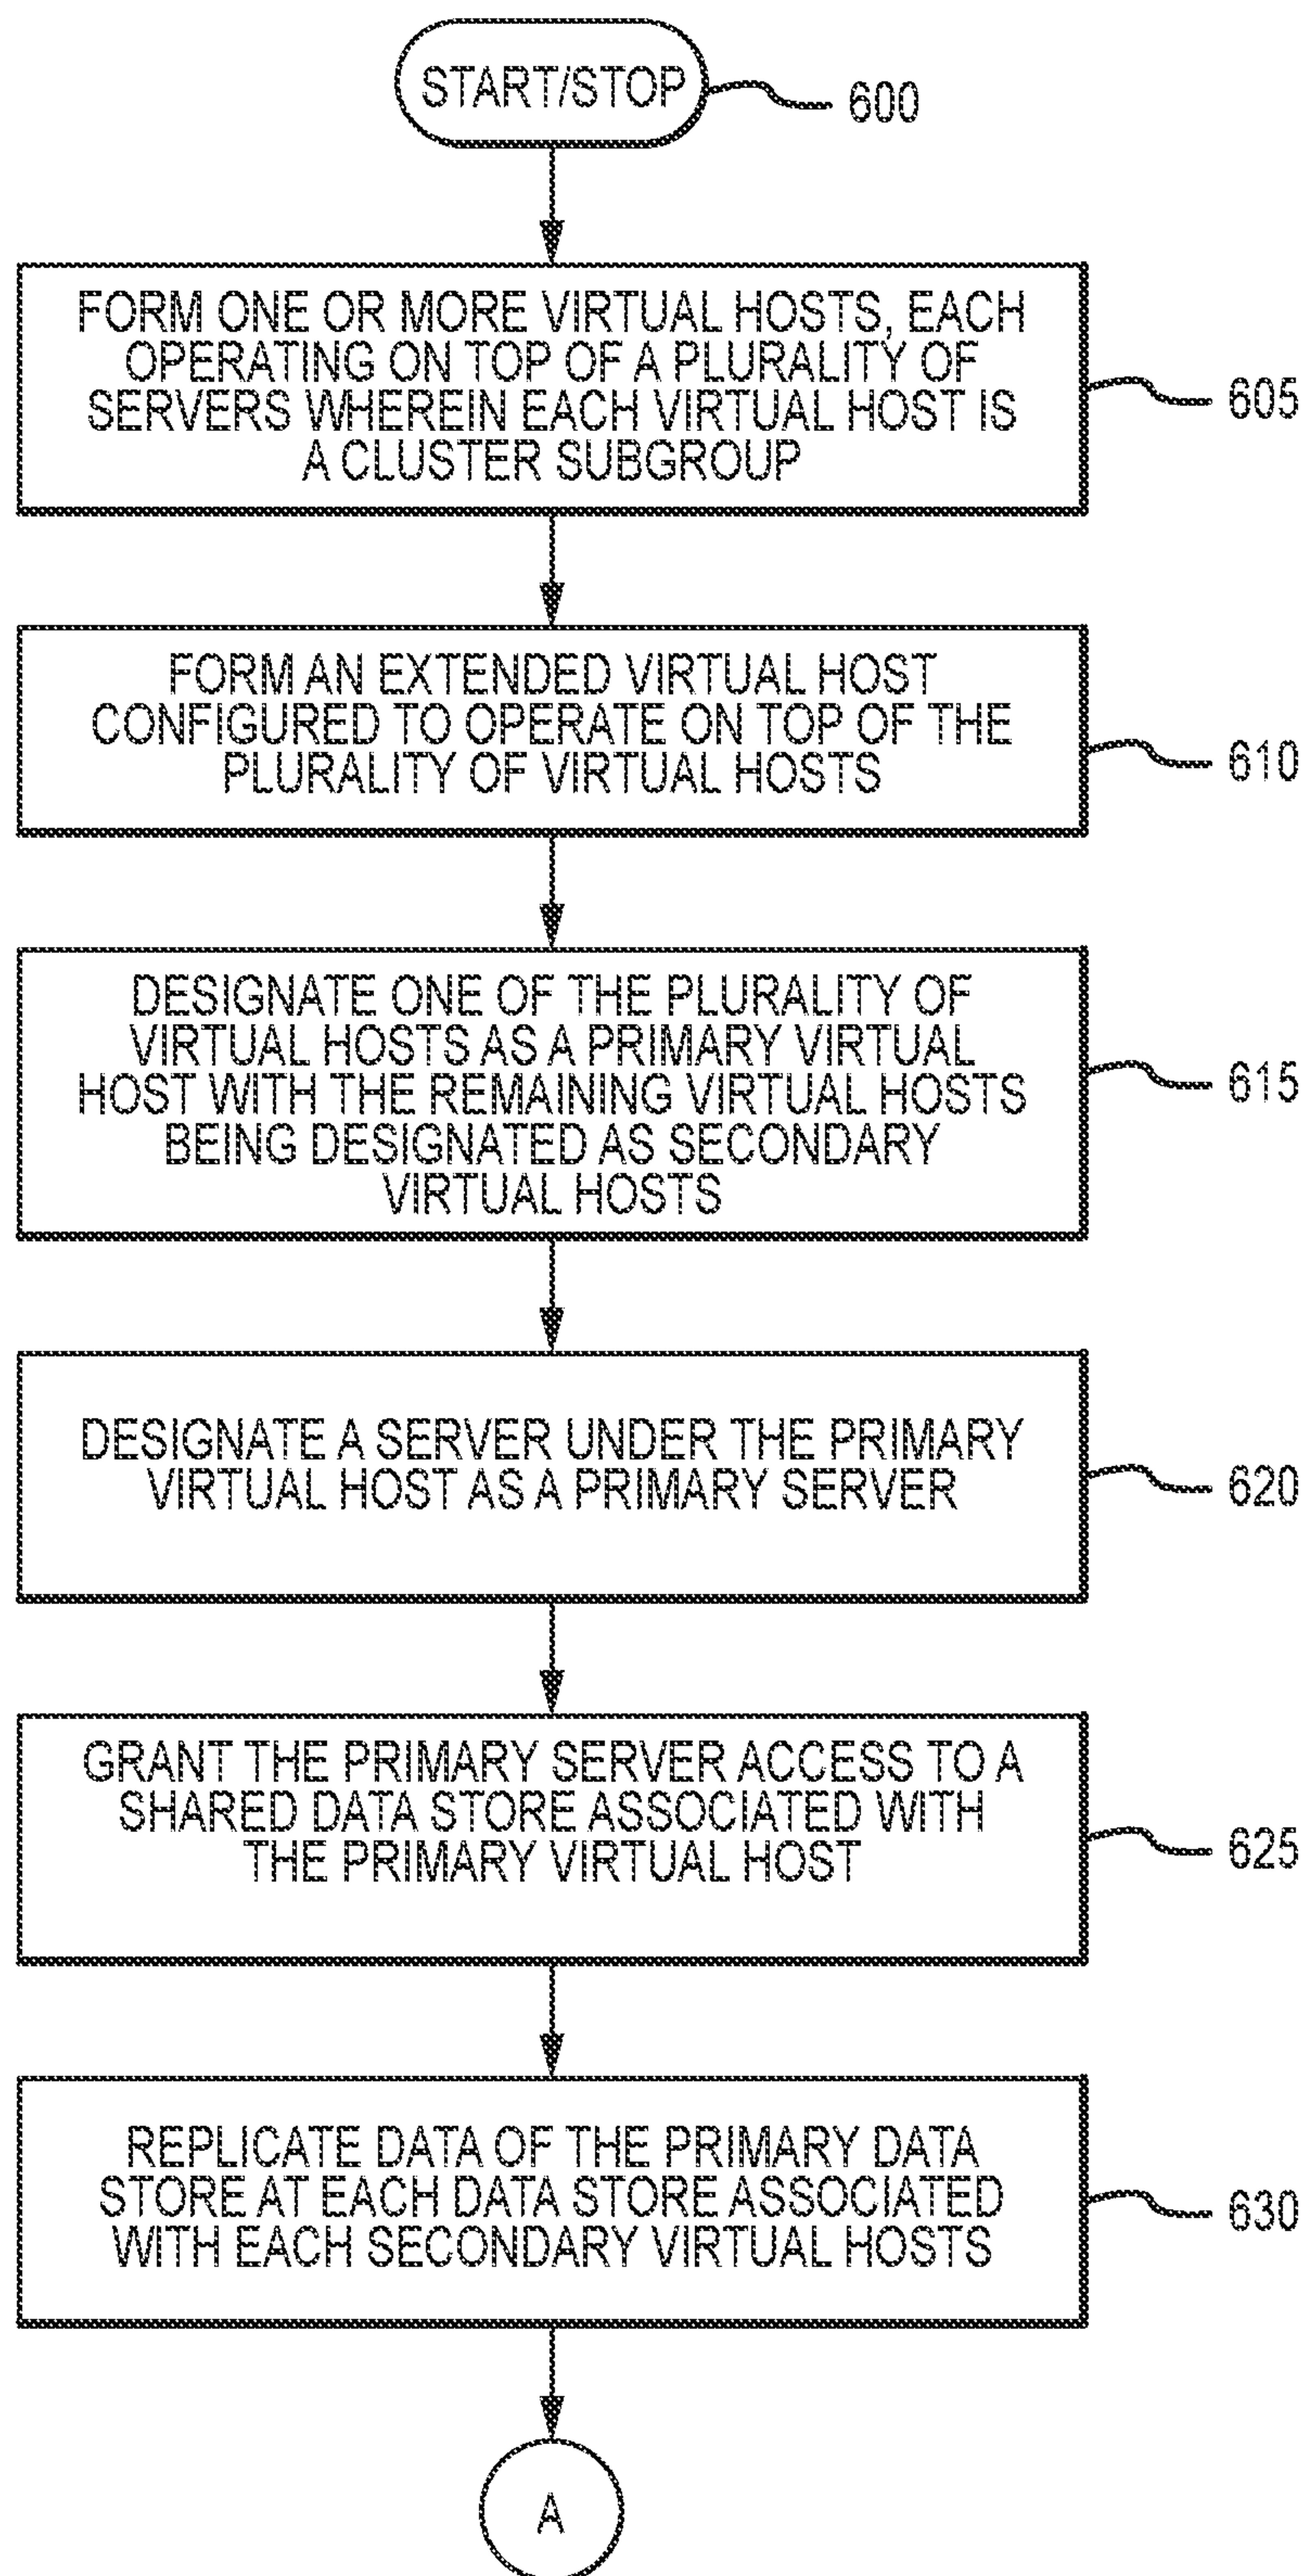 START/STOP
600
FORM ONE OR MORE VIRTUAL HOSTS, EACH
OPERATING ON TOP OF A PLURALITY OF
SERVERS WHEREIN EACH VIRTUAL HOST IS
A CLUSTER SUBGROUP
605
FORM AN EXTENDED VIRTUAL HOST
CONFIGURED TO OPERATE ON TOP OF THE
PLURALITY OF VIRTUAL HOSTS
610
DESIGNATE ONE OF THE PLURALITY OF
VIRTUAL HOSTS AS A PRIMARY VIRTUAL
HOST WITH THE REMAINING VIRTUAL HOSTS
BEING DESIGNATED AS SECONDARY
VIRTUAL HOSTS
615
DESIGNATE A SERVER UNDER THE PRIMARY
VIRTUAL HOST AS A PRIMARY SERVER
620
GRANT THE PRIMARY SERVER ACCESS TO A
SHARED DATA STORE ASSOCIATED WITH
THE PRIMARY VIRTUAL HOST
625
REPLICATE DATA OF THE PRIMARY DATA
STORE AT EACH DATA STORE ASSOCIATED
WITH EACH SECONDARY VIRTUAL HOSTS
630
A